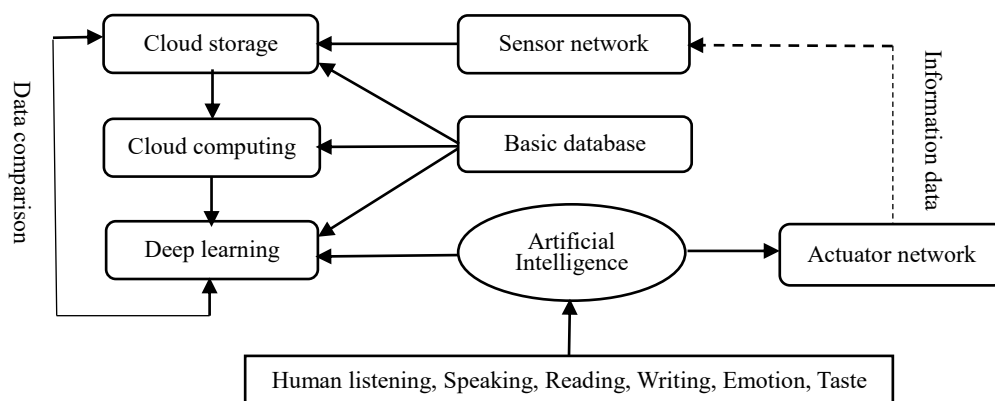 Cloud storage
Sensor network
Data comparison
Information data
Cloud computing
Basic database
Deep learning
Artificial
Intelligence
Actuator network
Human listening, Speaking, Reading, Writing, Emotion, Taste